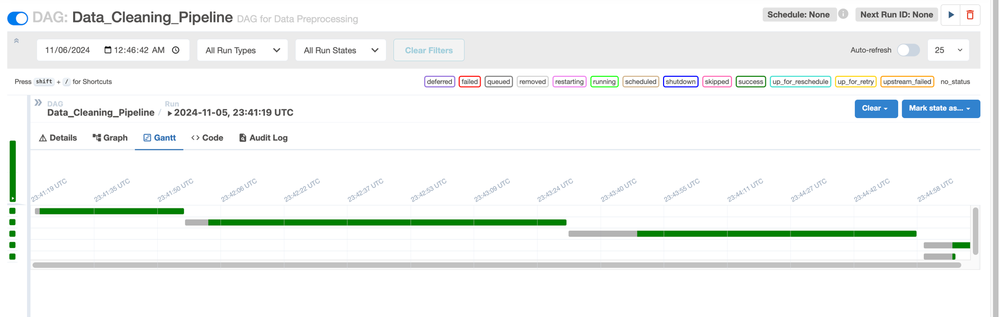 DAG: Data_Cleaning_Pipeline DAG for Data Preprocessing
Schedule: None
Next Run ID: None
11/06/2024 12:46:42 AM
All Run Types
All Run States
Clear Filters
Auto-refresh
25
Press shift + / for Shortcuts
deferred failed queued removed restarting running scheduled shutdown skipped success up_for_reschedule up_for_retry upstream_failed no_status
DAG
Data_Cleaning_Pipeline /
Run
2024-11-05, 23:41:19 UTC
Clear
Mark state as...
Details
Graph
Gantt
Code
Audit Log
23:41:19 UTC
23:41:35 UTC
23:41:50 UTC
23:42:06 UTC
23:42:22 UTC
23:42:37 UTC
23:42:53 UTC
23:43:09 UTC
23:43:24 UTC
23:43:40 UTC
23:43:55 UTC
23:44:11 UTC
23:44:27 UTC
23:44:42 UTC
23:44:58 UTC